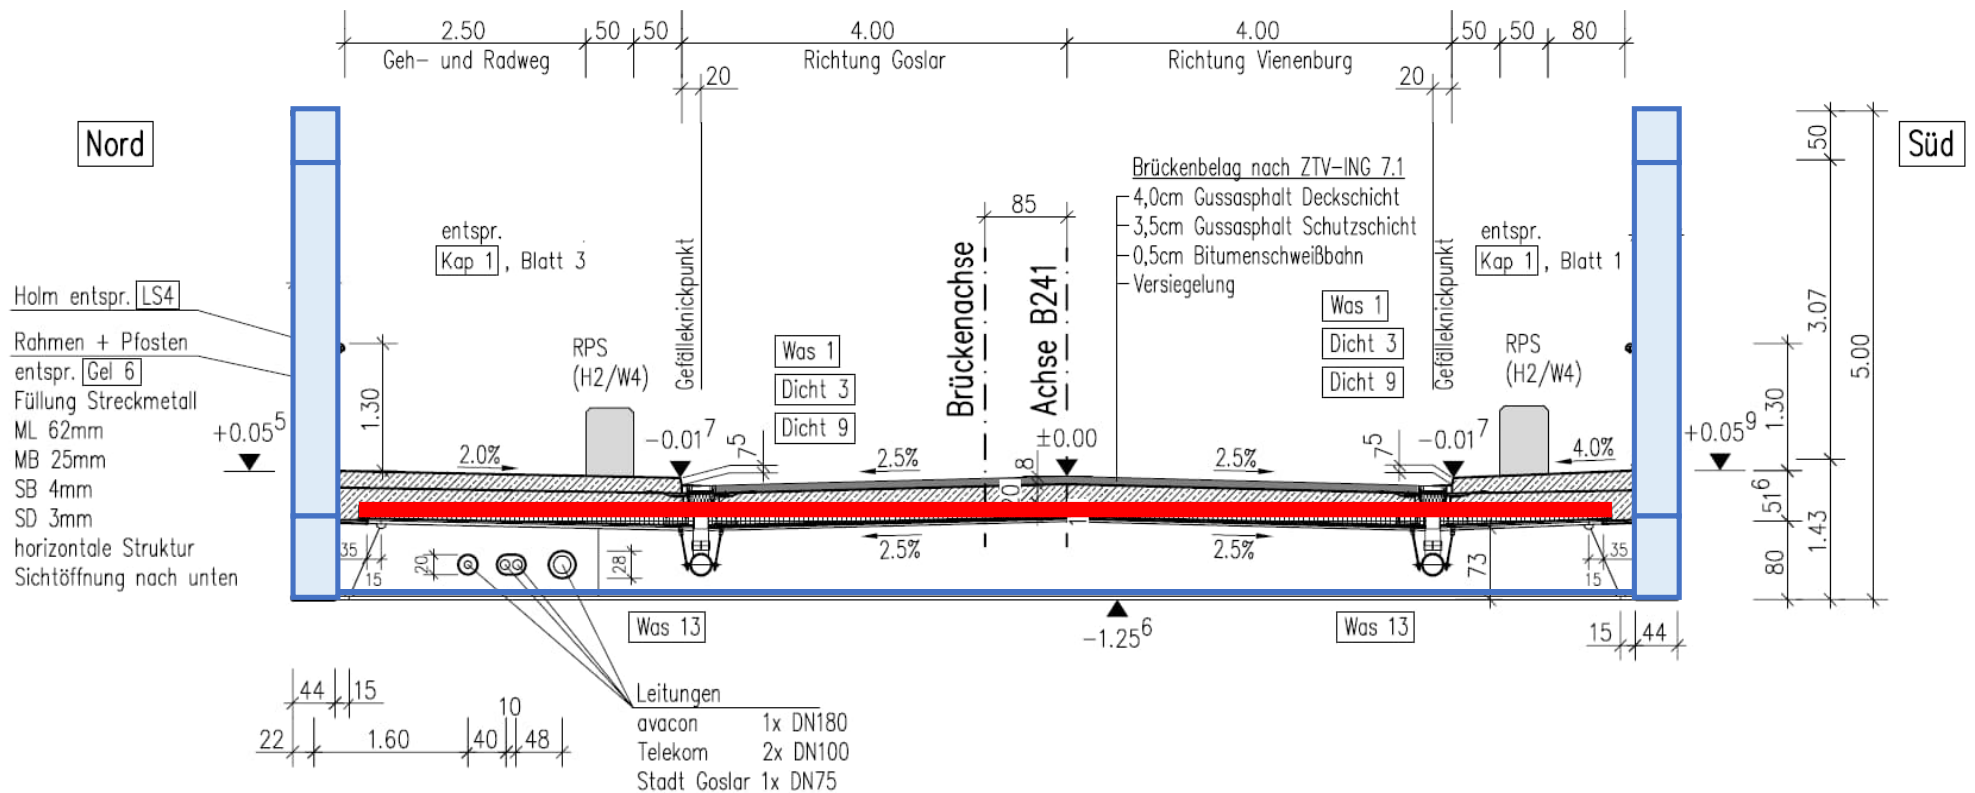 2.50 50 50 4.00 4.00 50 50 80
Geh- und Radweg Richtung Goslar Richtung Vienenburg
20 20
Nord
Süd
50
3.07
5.00
1.43
1.30
51⁶
80
Brückenbelag nach ZTV-ING 7.1
4,0cm Gussasphalt Deckschicht
3,5cm Gussasphalt Schutzschicht
0,5cm Bitumenschweißbahn
Versiegelung
85
entspr.
Kap 1 , Blatt 3
entspr.
Kap 1 , Blatt 1
Gefälleknickpunkt
Brückenachse
Achse B241
Gefälleknickpunkt
Holm entspr. LS4
Rahmen + Pfosten
entspr. Gel 6
Füllung Streckmetall
ML 62mm
MB 25mm
SB 4mm
SD 3mm
horizontale Struktur
Sichtöffnung nach unten
RPS
(H2/W4)
Was 1
Dicht 3
Dicht 9
Was 1
Dicht 3
Dicht 9
RPS
(H2/W4)
1.30
+0.05⁵
-0.01⁷
75
±0.00
75
-0.01⁷
+0.05⁹
2.0% 2.5% 8 2.5% 4.0%
2.5% 2.5%
35
15
20
28
73
15
35
Was 13
-1.25⁶
Was 13
15 44
44 15
10
22 1.60 40 48
Leitungen
avacon 1x DN180
Telekom 2x DN100
Stadt Goslar 1x DN75